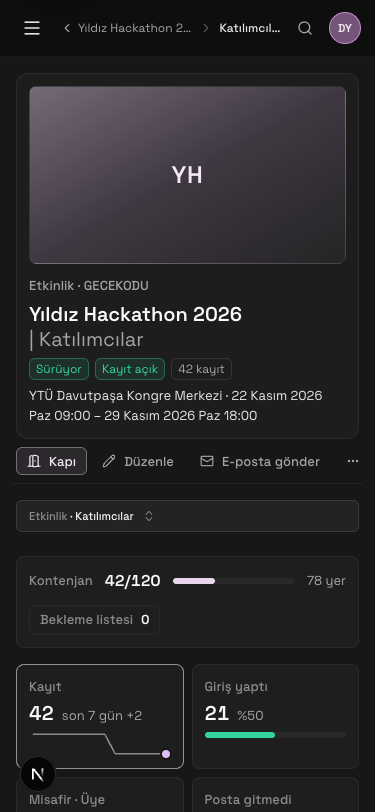 Yıldız Hackathon 2...
Katılımcıl...
DY
YH
Etkinlik · GECEKODU
Yıldız Hackathon 2026
| Katılımcılar
Sürüyor
Kayıt açık
42 kayıt
YTÜ Davutpaşa Kongre Merkezi · 22 Kasım 2026
Paz 09:00 – 29 Kasım 2026 Paz 18:00
Kapı
Düzenle
E-posta gönder
Etkinlik · Katılımcılar
Kontenjan 42/120 78 yer
Bekleme listesi 0
Kayıt
42 son 7 gün +2
Giriş yaptı
21 %50
N
Misafir · Üye
Posta gitmedi